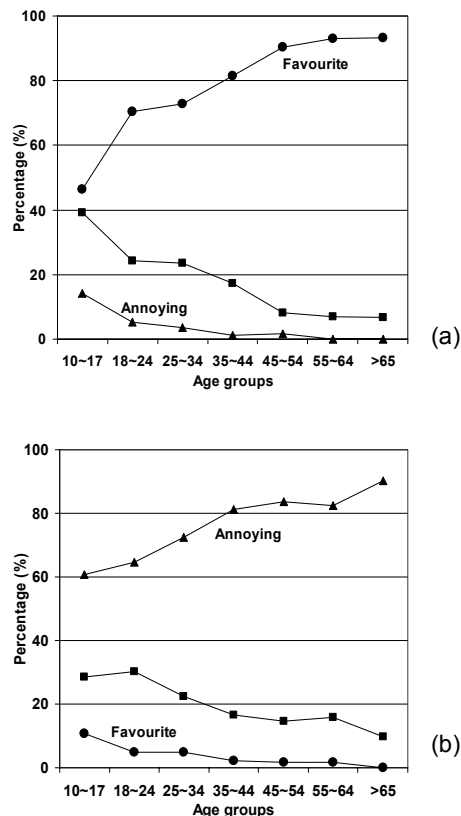 100
80
60
40
20
0
Percentage (%)
Favourite
Annoying
10~17 18~24 25~34 35~44 45~54 55~64 >65
Age groups
(a)
100
80
60
40
20
0
Percentage (%)
Annoying
Favourite
10~17 18~24 25~34 35~44 45~54 55~64 >65
Age groups
(b)